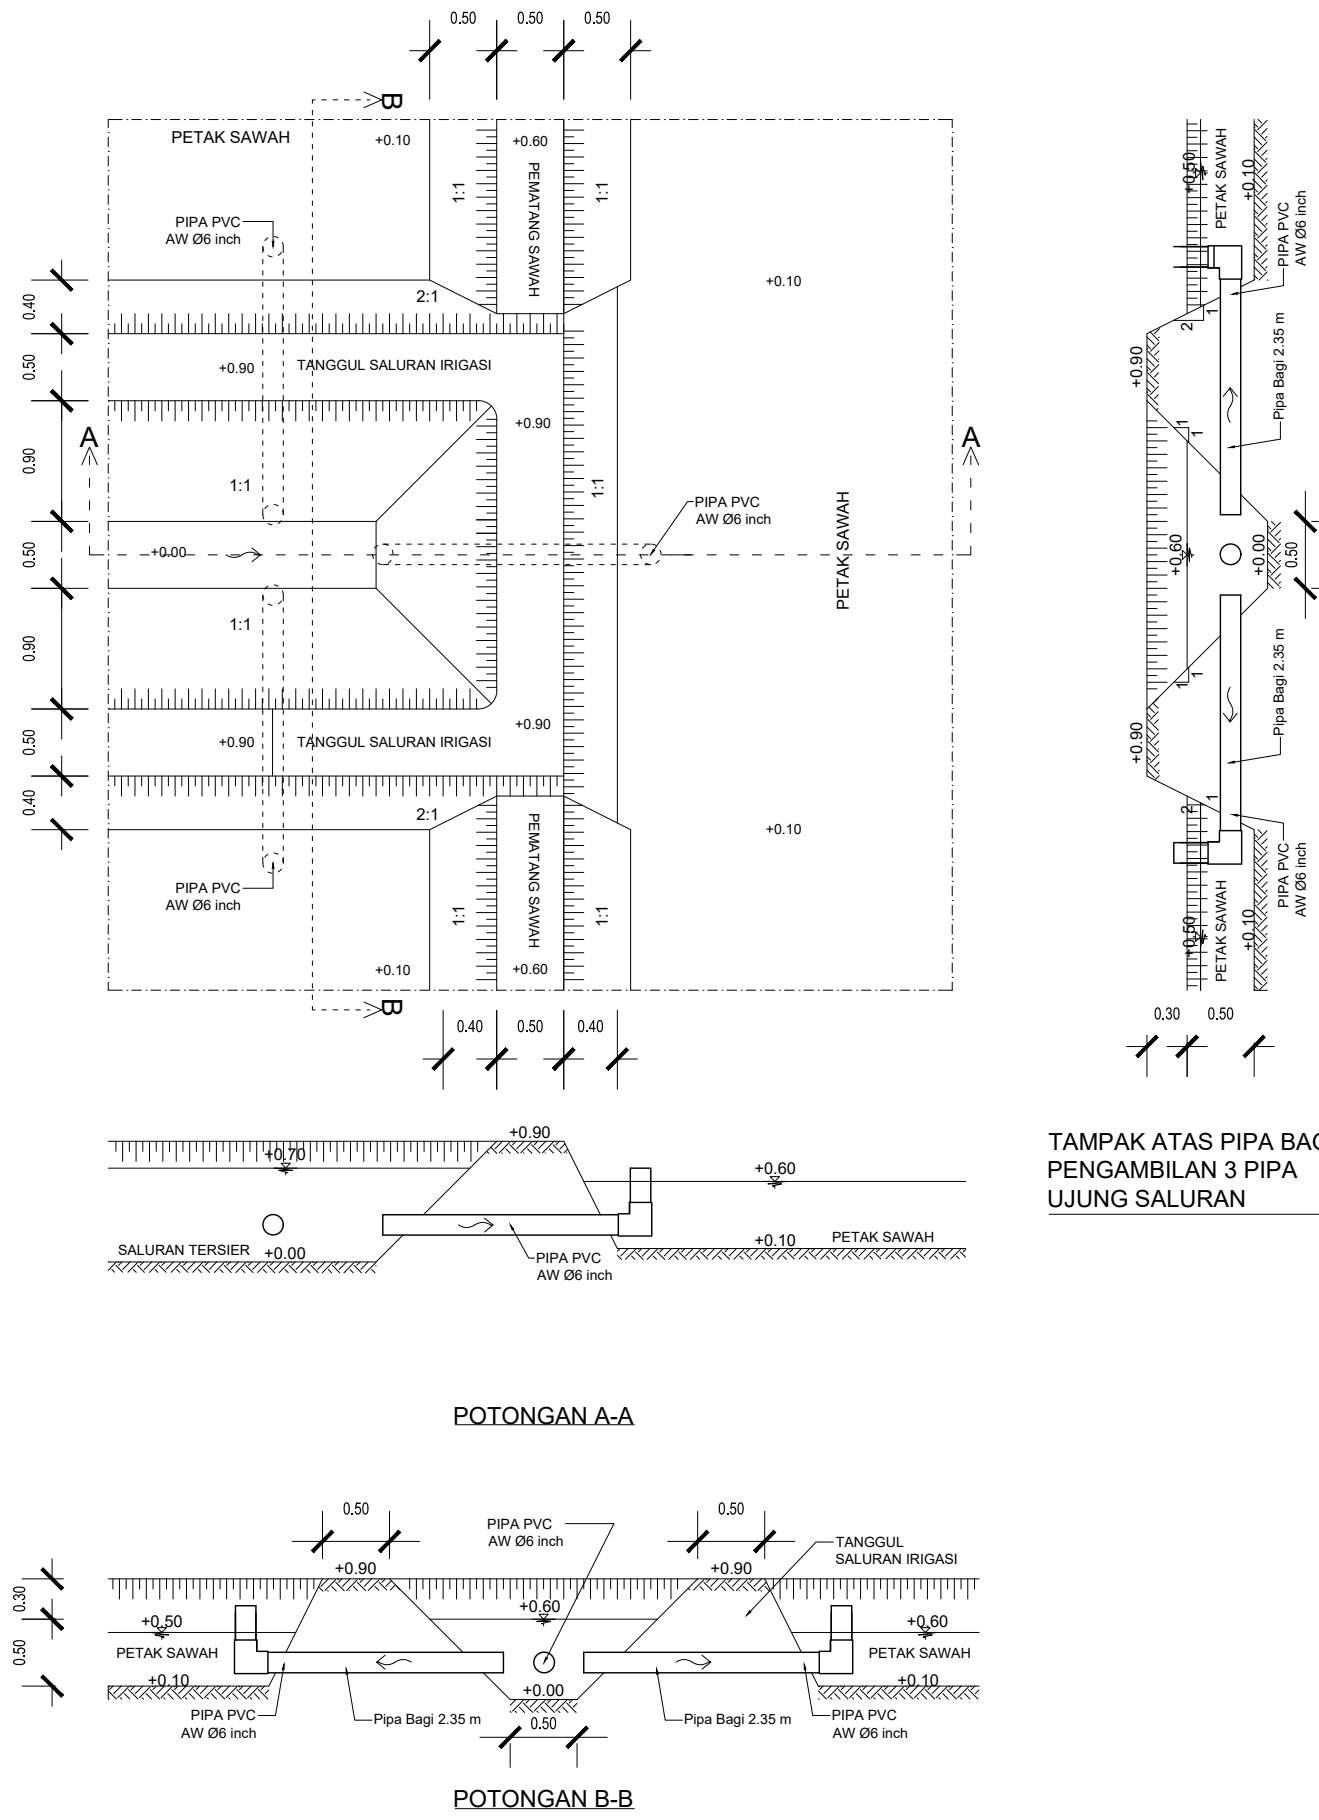 0.50
0.50
0.50
B
PETAK SAWAH
+0.10
+0.60
PEMATANG SAWAH
1:1
1:1
PIPA PVC
AW Ø6 inch
2:1
+0.10
0.40
0.50
0.90
0.50
0.90
0.50
0.40
+0.90
TANGGUL SALURAN IRIGASI
+0.90
A
A
1:1
1:1
PIPA PVC
AW Ø6 inch
+0.00
PETAK SAWAH
1:1
+0.90
+0.90
TANGGUL SALURAN IRIGASI
2:1
+0.10
PIPA PVC
AW Ø6 inch
1:1
PEMATANG SAWAH
1:1
+0.10
+0.60
B
0.40
0.50
0.40
+0.50
PETAK SAWAH
+0.10
PIPA PVC
AW Ø6 inch
2
1
+0.90
Pipa Bagi 2.35 m
1
1
+0.60
+0.00
0.50
1
1
Pipa Bagi 2.35 m
+0.90
2
1
PIPA PVC
AW Ø6 inch
+0.50
PETAK SAWAH
+0.10
0.30
0.50
TAMPAK ATAS PIPA BAG
PENGAMBILAN 3 PIPA
UJUNG SALURAN
+0.90
+0.70
+0.60
SALURAN TERSIER
+0.00
PIPA PVC
AW Ø6 inch
+0.10
PETAK SAWAH
POTONGAN A-A
0.50
PIPA PVC
AW Ø6 inch
0.50
TANGGUL
SALURAN IRIGASI
+0.90
+0.90
0.30
0.50
+0.50
+0.60
+0.60
PETAK SAWAH
PETAK SAWAH
+0.10
+0.00
+0.10
PIPA PVC
AW Ø6 inch
Pipa Bagi 2.35 m
0.50
Pipa Bagi 2.35 m
PIPA PVC
AW Ø6 inch
POTONGAN B-B